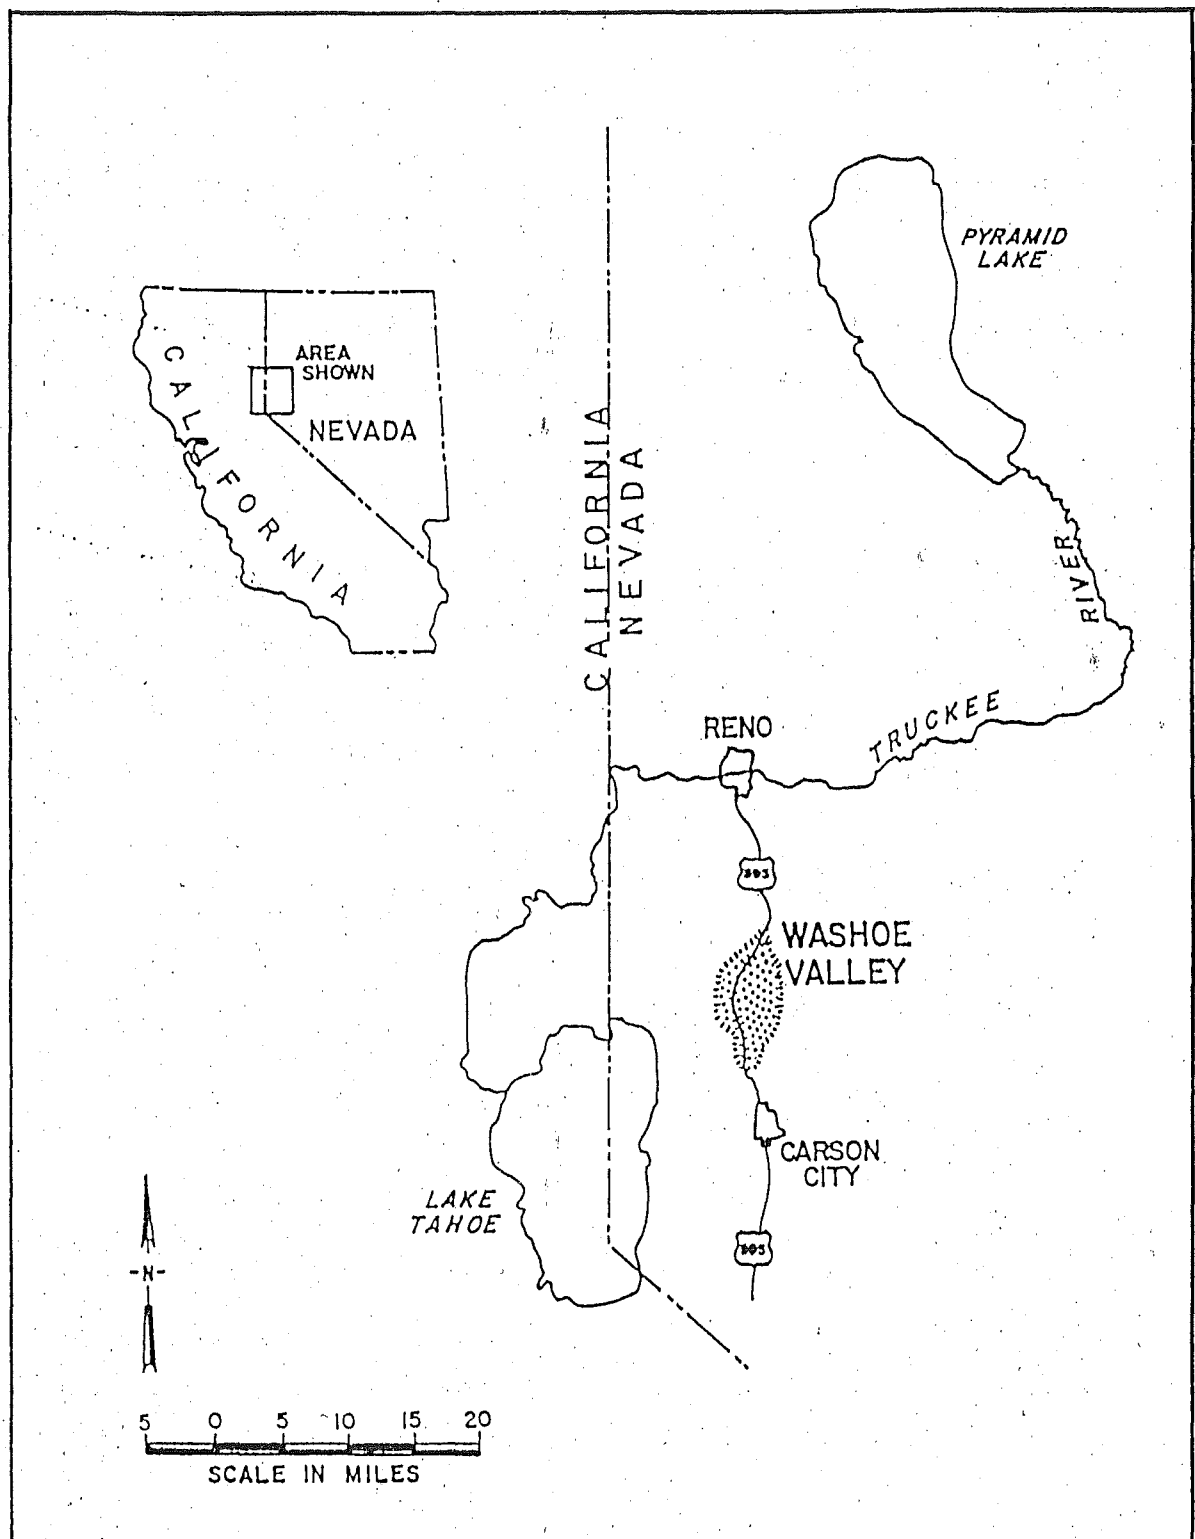 PYRAMID
LAKE
AREA
SHOWN
NEVADA
CALIFORNIA
CALIFORNIA
NEVADA
TRUCKEE RIVER
RENO
395
WASHOE
VALLEY
CARSON
CITY
LAKE
TAHOE
395
-N-
5 0 5 10 15 20
SCALE IN MILES